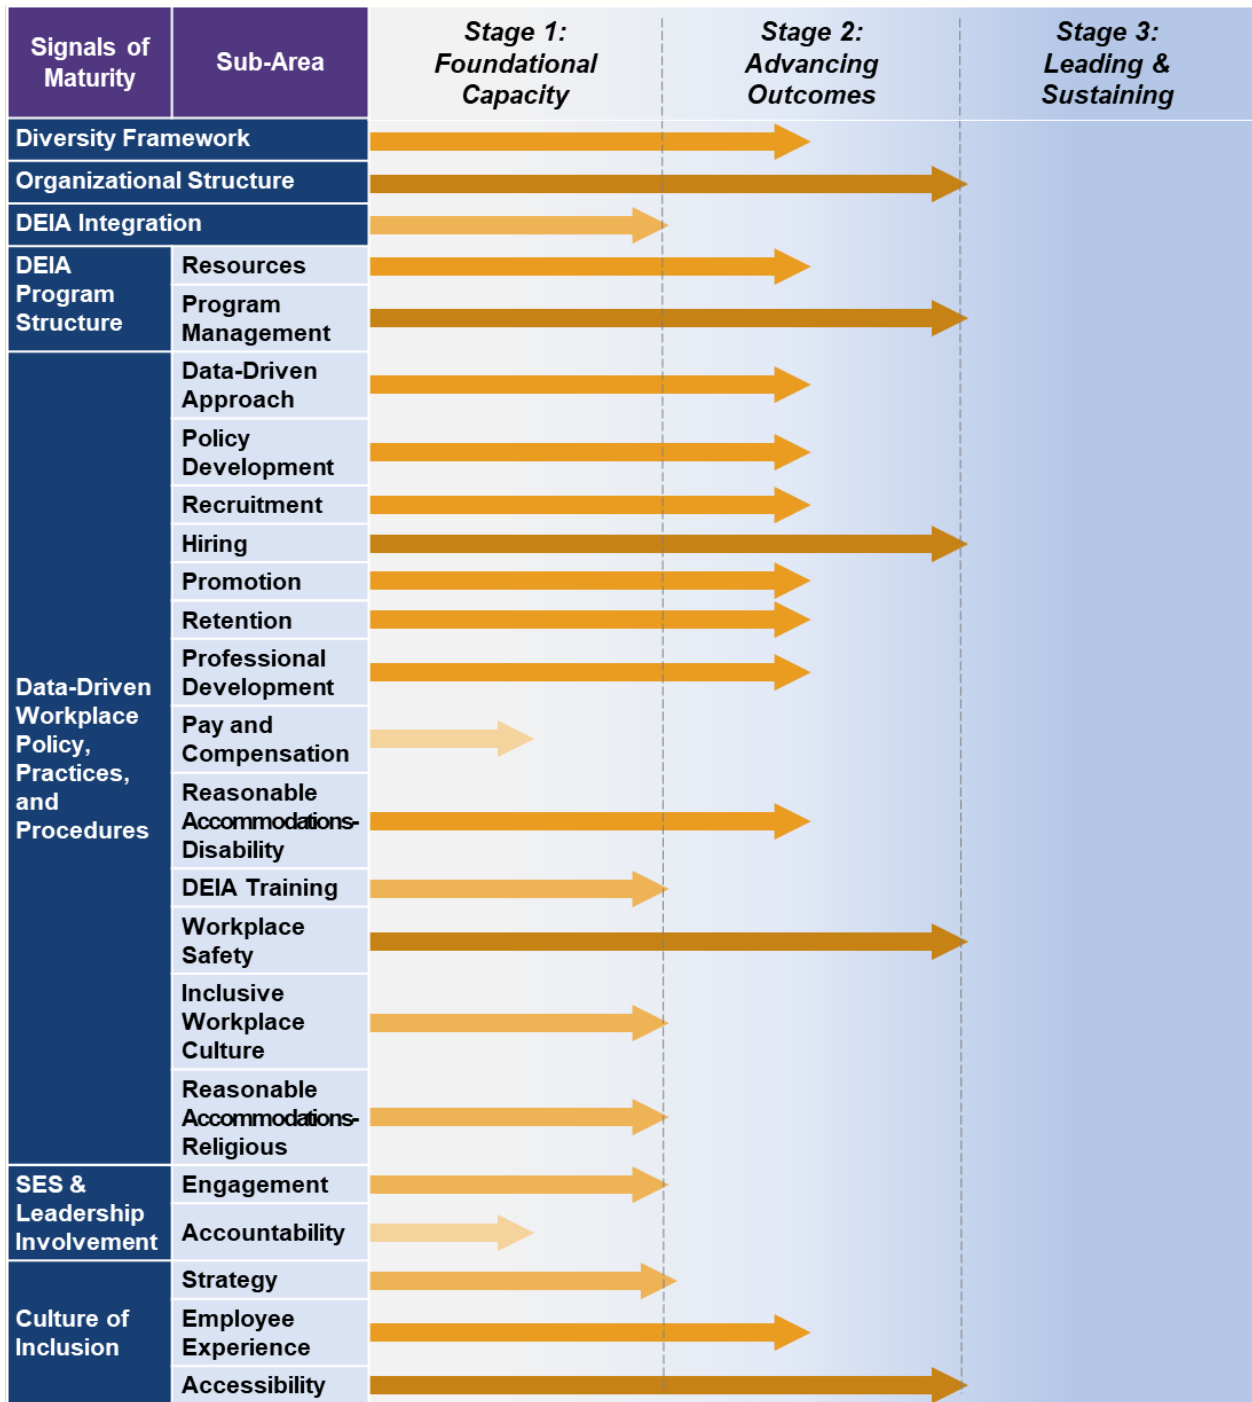 Signals of
Maturity
Sub-Area
Stage 1:
Foundational
Capacity
Stage 2:
Advancing
Outcomes
Stage 3:
Leading &
Sustaining
Diversity Framework
Organizational Structure
DEIA Integration
DEIA
Program
Structure
Resources
Program
Management
Data-Driven
Workplace
Policy,
Practices,
and
Procedures
Data-Driven
Approach
Policy
Development
Recruitment
Hiring
Promotion
Retention
Professional
Development
Pay and
Compensation
Reasonable
Accommodations-
Disability
DEIA Training
Workplace
Safety
Inclusive
Workplace
Culture
Reasonable
Accommodations-
Religious
SES &
Leadership
Involvement
Engagement
Accountability
Culture of
Inclusion
Strategy
Employee
Experience
Accessibility